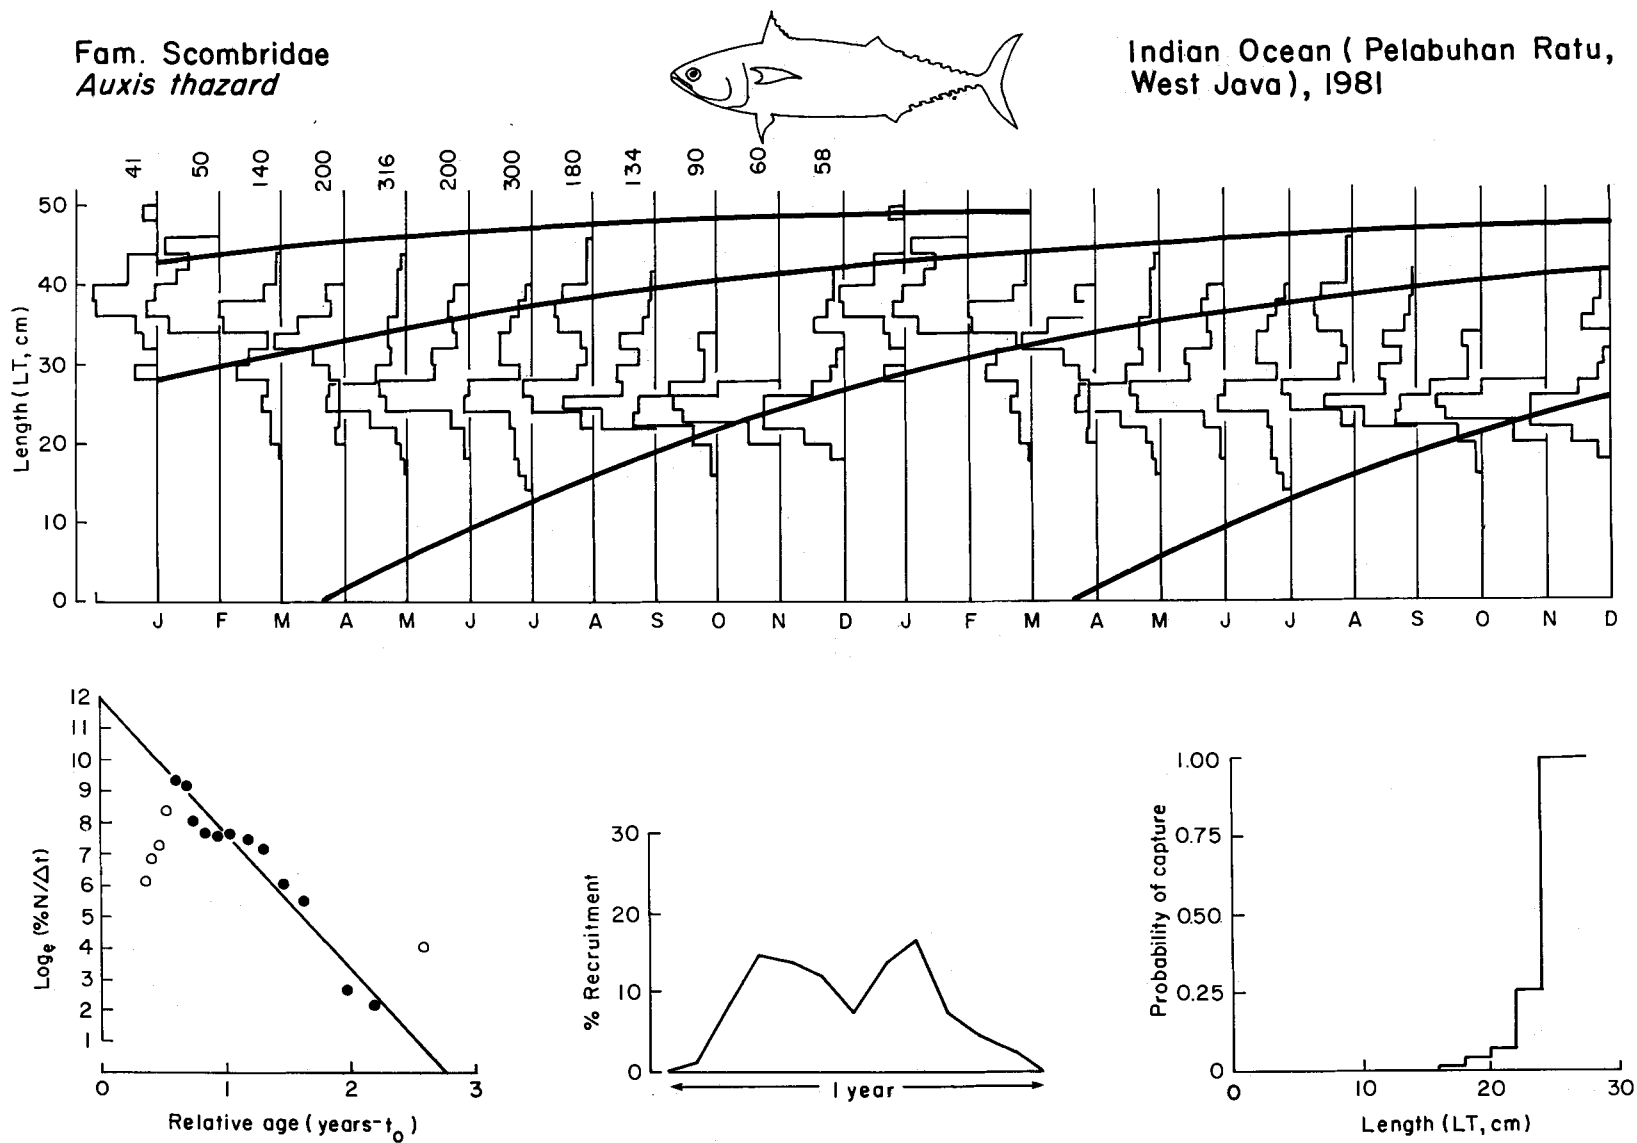 Fam. Scombridae
Auxis thazard
Indian Ocean ( Pelabuhan Ratu,
West Java), 1981
41 50 140 200 316 200 300 180 134 90 60 58
Length (LT, cm)
50
40
30
20
10
0
J F M A M J J A S O N D J F M A M J J A S O N D
Loge (%N/Δt)
12
11
10
9
8
7
6
5
4
3
2
1
0 1 2 3
Relative age (years-to)
% Recruitment
30
20
10
0
1 year
Probability of capture
1.00
0.75
0.50
0.25
0
0 10 20 30
Length (LT, cm)